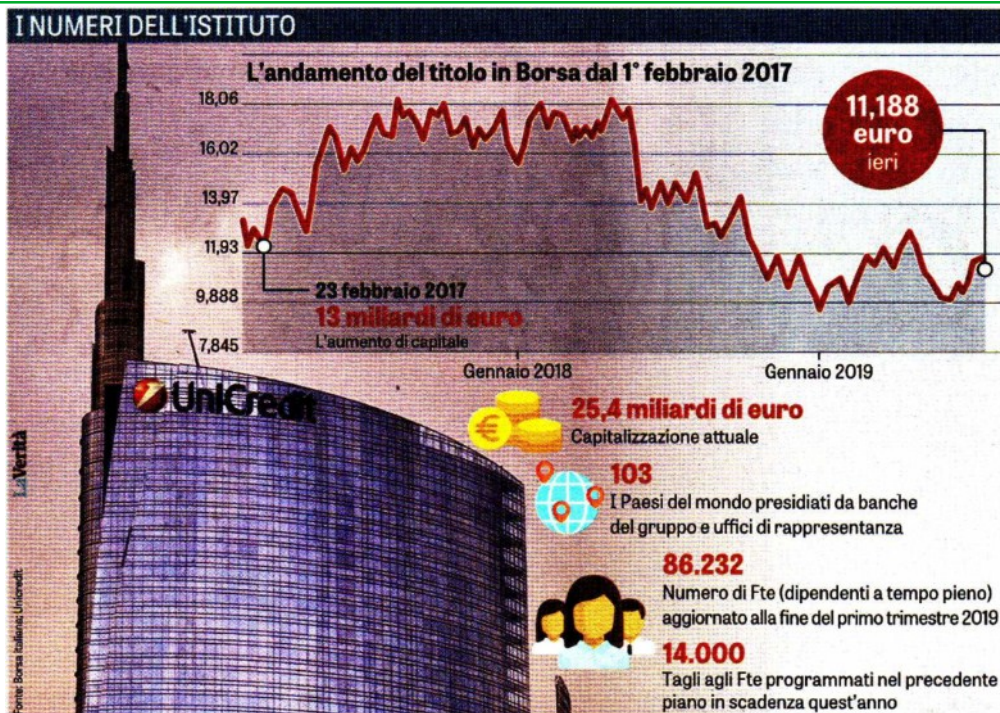 I NUMERI DELL'ISTITUTO
L'andamento del titolo in Borsa dal 1° febbraio 2017
18,06
16,02
13,97
11,93
9,888
7,845
11,188
euro
ieri
23 febbraio 2017
13 miliardi di euro
L'aumento di capitale
Gennaio 2018
Gennaio 2019
UniCredit
25,4 miliardi di euro
Capitalizzazione attuale
103
I Paesi del mondo presidiati da banche
del gruppo e uffici di rappresentanza
86.232
Numero di Fte (dipendenti a tempo pieno)
aggiornato alla fine del primo trimestre 2019
14.000
Tagli agli Fte programmati nel precedente
piano in scadenza quest'anno
LaVerità
Fonte: Borsa Italiana; Unicredit